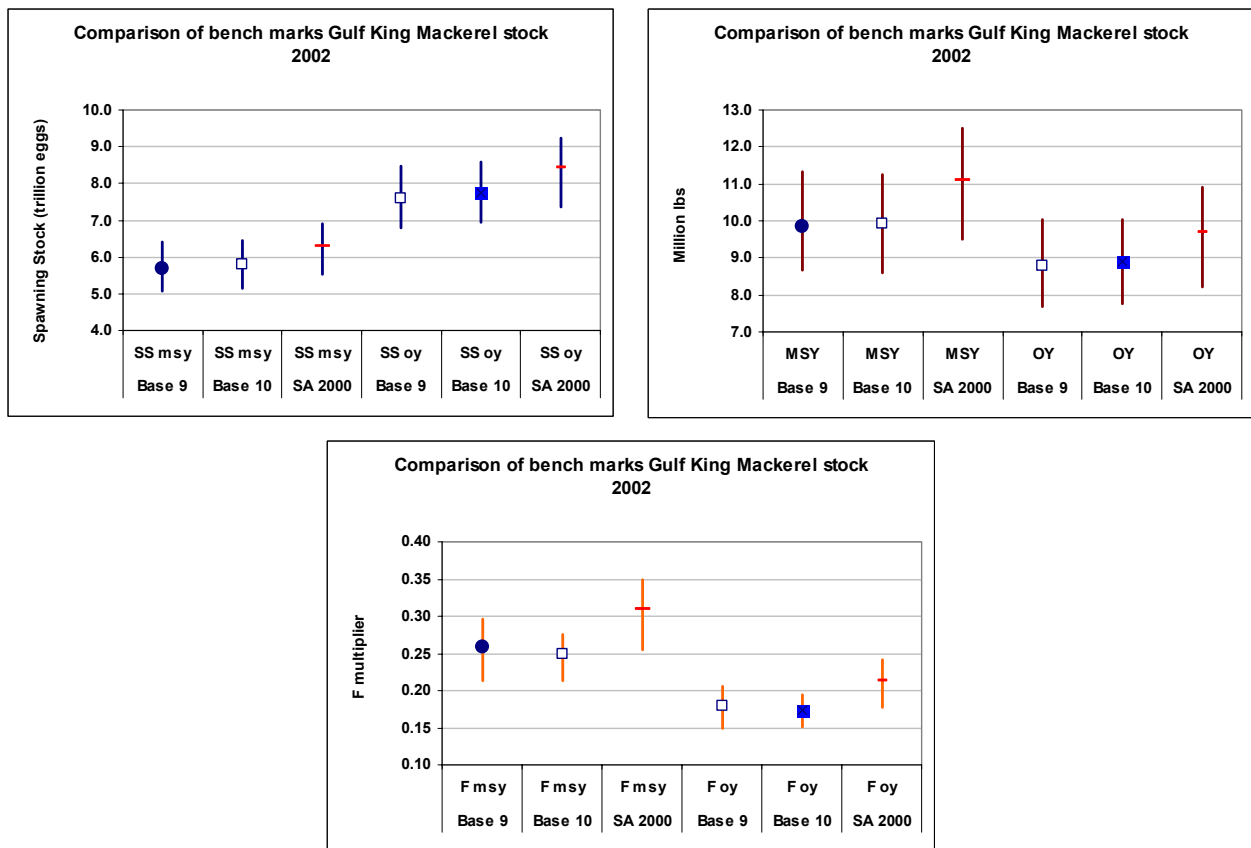 Comparison of bench marks Gulf King Mackerel stock
2002
Spawning Stock (trillion eggs)
10.0
9.0
8.0
7.0
6.0
5.0
4.0
SS msy SS msy SS msy SS oy SS oy SS oy
Base 9 Base 10 SA 2000 Base 9 Base 10 SA 2000
Comparison of bench marks Gulf King Mackerel stock
2002
Million lbs
13.0
12.0
11.0
10.0
9.0
8.0
7.0
MSY MSY MSY OY OY OY
Base 9 Base 10 SA 2000 Base 9 Base 10 SA 2000
Comparison of bench marks Gulf King Mackerel stock
2002
F multiplier
0.40
0.35
0.30
0.25
0.20
0.15
0.10
F msy F msy F msy F oy F oy F oy
Base 9 Base 10 SA 2000 Base 9 Base 10 SA 2000